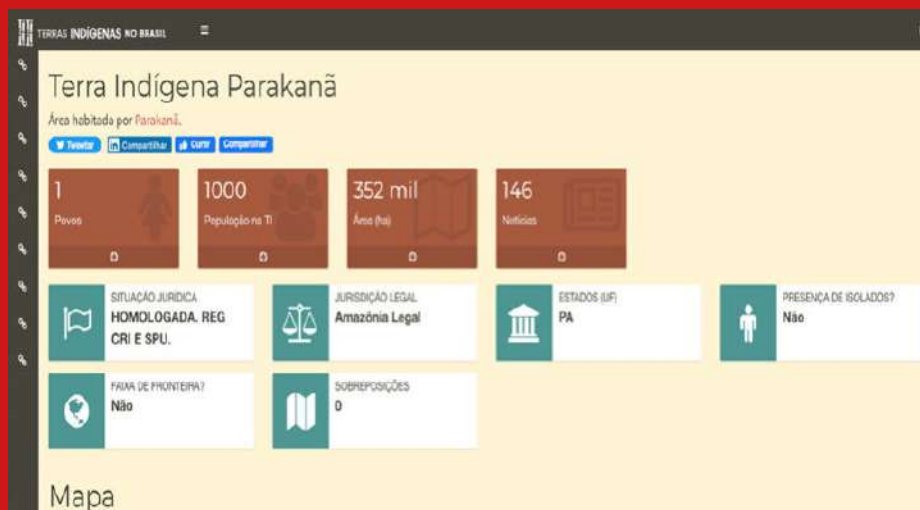 TERRAS INDÍGENAS NO BRASIL
Terra Indígena Parakanã
Área habitada por Parakanã.
Tweetar Compartilhar Curtir Compartilhar
1
Povos
1000
População na TI
352 mil
Área (ha)
146
Notícias
SITUAÇÃO JURÍDICA
HOMOLOGADA. REG
CRI E SPU.
JURISDIÇÃO LEGAL
Amazônia Legal
ESTADOS (UF)
PA
PRESENÇA DE ISOLADOS?
Não
FAIXA DE FRONTEIRA?
Não
SOBREPOSIÇÕES
0
Mapa